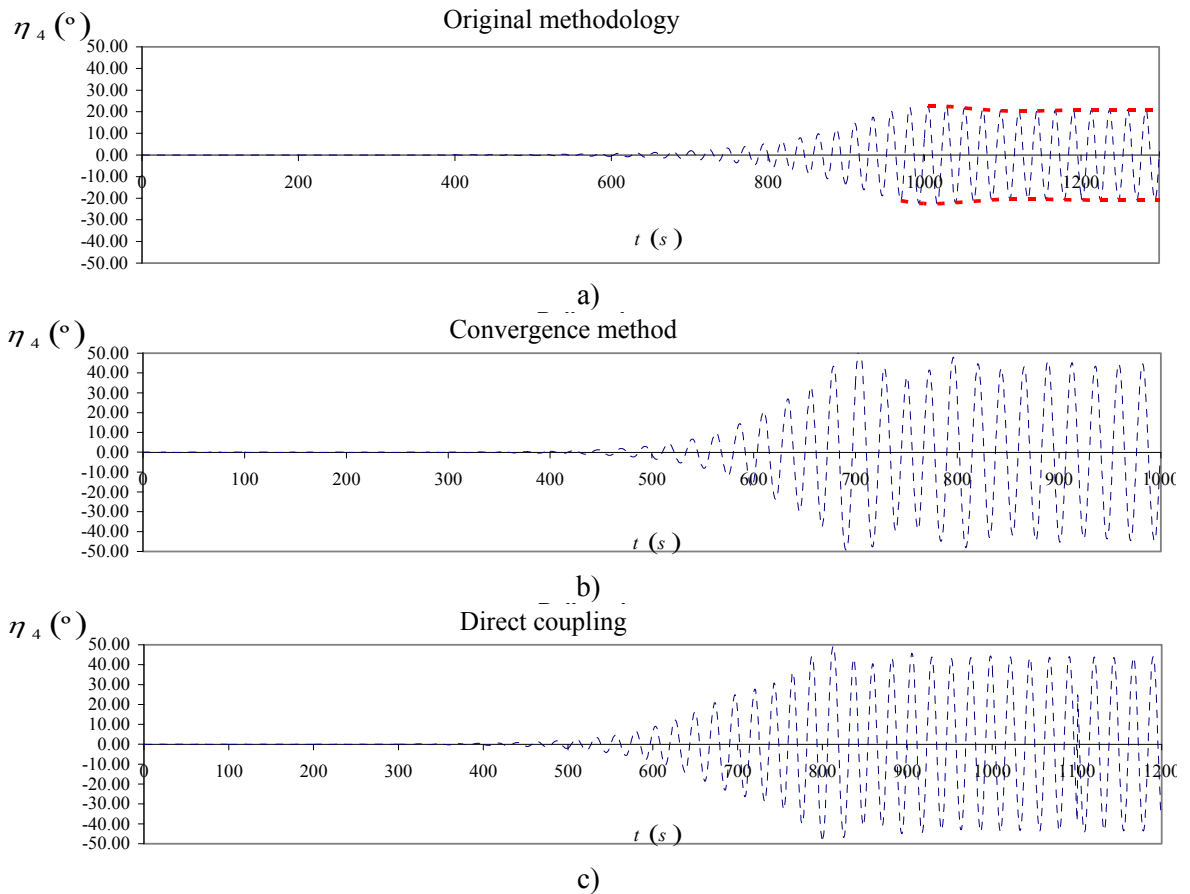 Original methodology
η 4 (º)
50.00
40.00
30.00
20.00
10.00
0.00
-10.00
-20.00
-30.00
-40.00
-50.00
0 200 400 600 800 1000 1200
t (s)
a)
Convergence method
η 4 (º)
50.00
40.00
30.00
20.00
10.00
0.00
-10.00
-20.00
-30.00
-40.00
-50.00
0 100 200 300 400 500 600 700 800 900 1000
t (s)
b)
Direct coupling
η 4 (º)
50.00
40.00
30.00
20.00
10.00
0.00
-10.00
-20.00
-30.00
-40.00
-50.00
0 100 200 300 400 500 600 700 800 900 1000 1100 1200
t (s)
c)